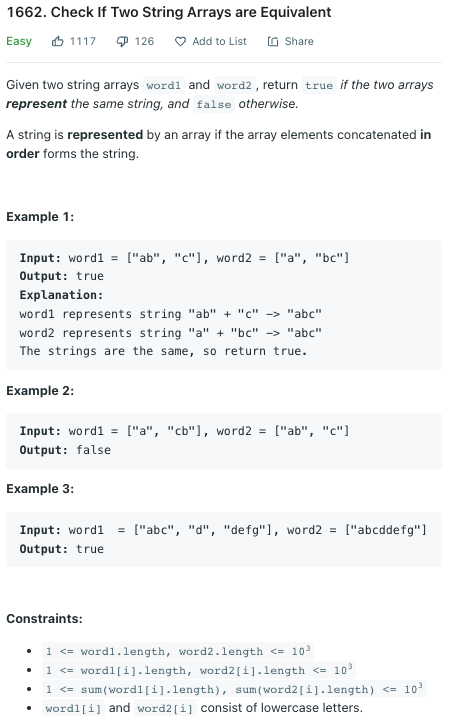 1662. Check If Two String Arrays are Equivalent
Easy 1117 126 Add to List Share
Given two string arrays word1 and word2, return true if the two arrays
represent the same string, and false otherwise.
A string is represented by an array if the array elements concatenated in
order forms the string.
Example 1:
Input: word1 = ["ab", "c"], word2 = ["a", "bc"]
Output: true
Explanation:
word1 represents string "ab" + "c" -> "abc"
word2 represents string "a" + "bc" -> "abc"
The strings are the same, so return true.
Example 2:
Input: word1 = ["a", "cb"], word2 = ["ab", "c"]
Output: false
Example 3:
Input: word1  = ["abc", "d", "defg"], word2 = ["abcddefg"]
Output: true
Constraints:
• 1 <= word1.length, word2.length <= 10³
• 1 <= word1[i].length, word2[i].length <= 10³
• 1 <= sum(word1[i].length), sum(word2[i].length) <= 10³
• word1[i] and word2[i] consist of lowercase letters.